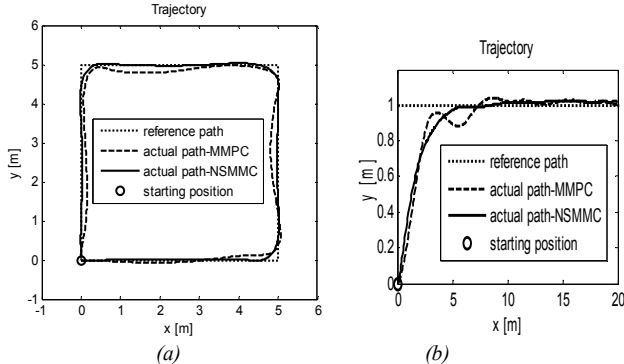 Trajectory
6
5
4
3
2
1
0
-1
y [m]
reference path
actual path-MMPC
actual path-NSMMC
starting position
-1 0 1 2 3 4 5 6
x [m]
(a)
Trajectory
1
0.8
0.6
0.4
0.2
0
y [m]
reference path
actual path-MMPC
actual path-NSMMC
starting position
0 5 10 15 20
x [m]
(b)